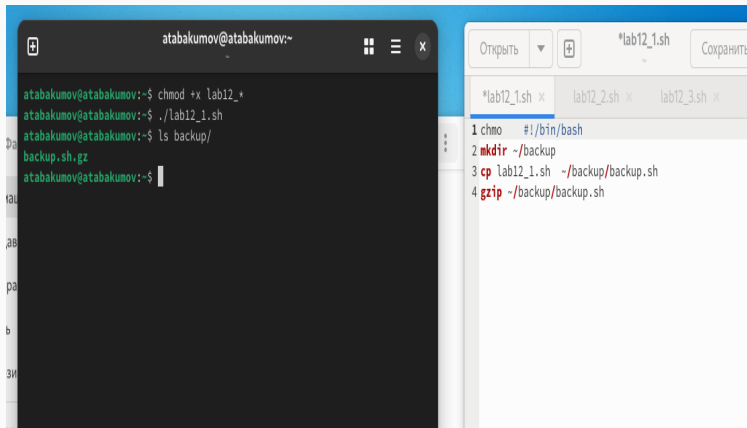 atabakumov@atabakumov:~
~
atabakumov@atabakumov:~$ chmod +x lab12_*
atabakumov@atabakumov:~$ ./lab12_1.sh
atabakumov@atabakumov:~$ ls backup/
backup.sh.gz
atabakumov@atabakumov:~$
Открыть
*lab12_1.sh
~
Сохранить
*lab12_1.sh ×
lab12_2.sh ×
lab12_3.sh ×
1 chmo    #!/bin/bash
2 mkdir ~/backup
3 cp lab12_1.sh  ~/backup/backup.sh
4 gzip ~/backup/backup.sh